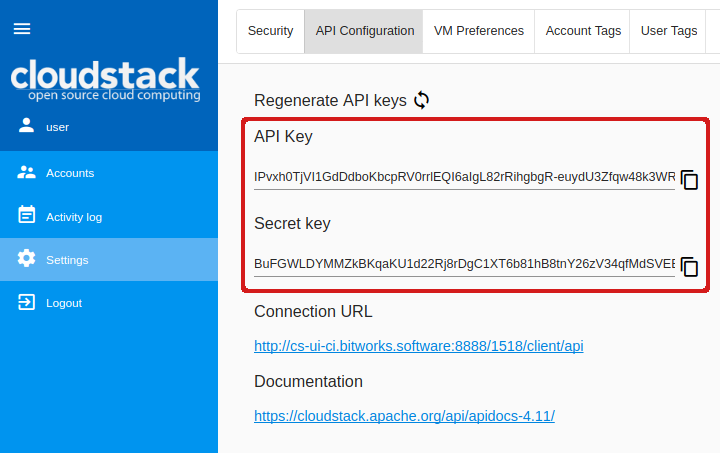 Security API Configuration VM Preferences Account Tags User Tags
cloudstack
open source cloud computing
user
Accounts
Activity log
Settings
Logout
Regenerate API keys
API Key
IPvxh0TjVI1GdDdboKbcpRV0rrlEQI6aIgL82rRihgbgR-euydU3Zfqw48k3WR
Secret key
BuFGWLDYMMZkBKqaKU1d22Rj8rDgC1XT6b81hB8tnY26zV34qfMdSVEE
Connection URL
http://cs-ui-ci.bitworks.software:8888/1518/client/api
Documentation
https://cloudstack.apache.org/api/apidocs-4.11/